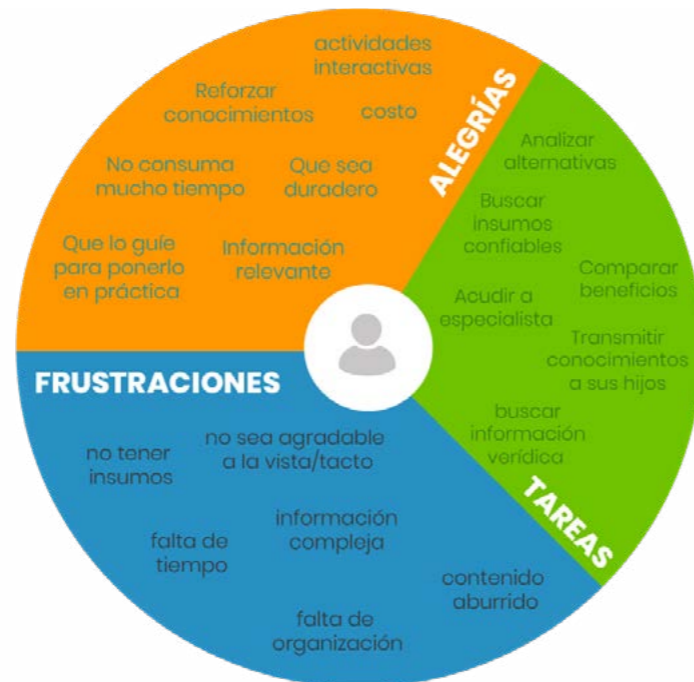 actividades
interactivas
Reforzar
conocimientos
costo
No consuma
mucho tiempo
Que sea
duradero
Que lo guíe
para ponerlo
en práctica
Información
relevante
ALEGRÍAS
Analizar
alternativas
Buscar
insumos
confiables
Comparar
beneficios
Acudir a
especialista
Transmitir
conocimientos
a sus hijos
buscar
información
verídica
TAREAS
FRUSTRACIONES
no tener
insumos
no sea agradable
a la vista/tacto
falta de
tiempo
información
compleja
contenido
aburrido
falta de
organización